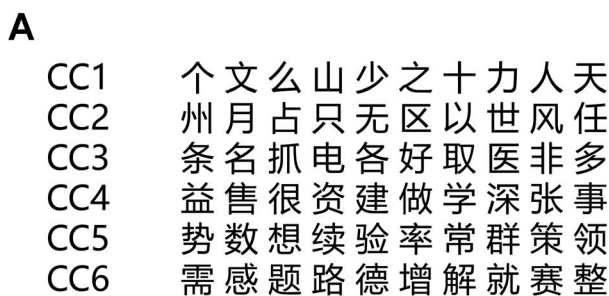 A
CC1 个文么山少之十力人天
CC2 州月占只无区以世风任
CC3 条名抓电各好取医非多
CC4 益售很资建做学深张事
CC5 势数想续验率常群策领
CC6 需感题路德增解就赛整